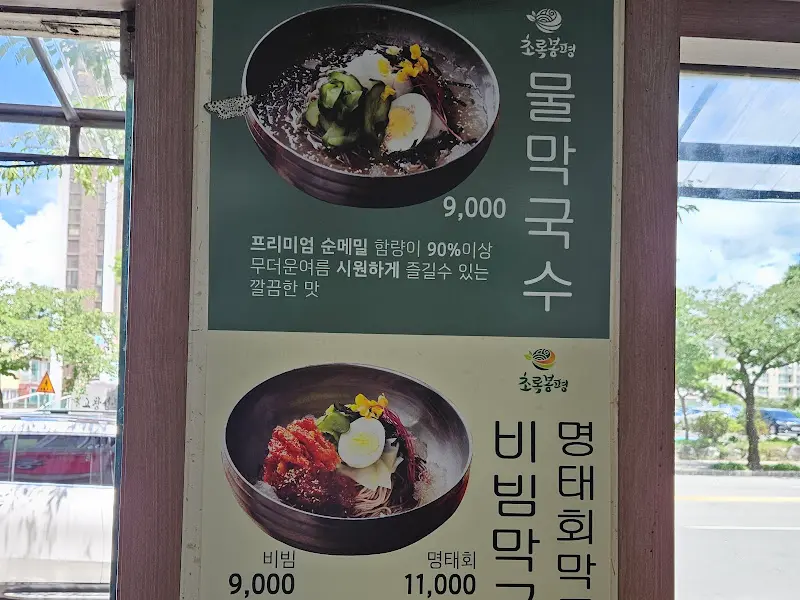 초록봉평
물막국수
9,000
프리미엄 순메밀 함량이 90%이상
무더운여름 시원하게 즐길수 있는
깔끔한 맛
초록봉평
명태회막
비빔막
비빔
9,000
명태회
11,000